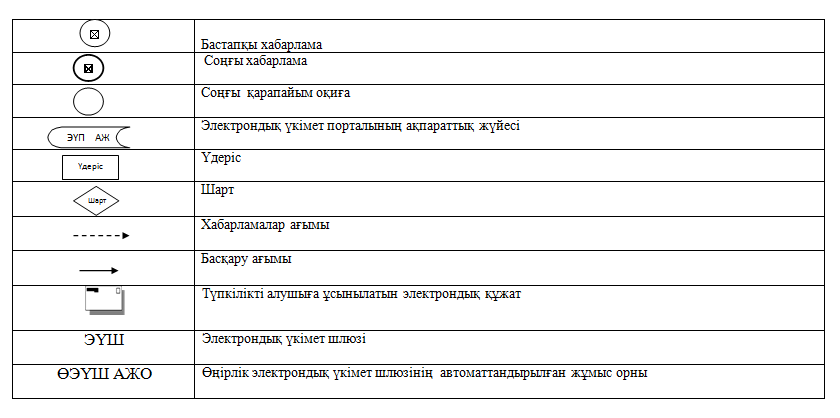 Бастапқы хабарлама
Соңғы хабарлама
Соңғы қарапайым оқиға
ЭҮП АЖ
Электрондық үкімет порталының ақпараттық жүйесі
Үдеріс
Үдеріс
Шарт
Шарт
Хабарламалар ағымы
Басқару ағымы
Түпкілікті алушыға ұсынылатын электрондық құжат
ЭҮШ
Электрондық үкімет шлюзі
ӨЭҮШ АЖО
Өңірлік электрондық үкімет шлюзінің автоматтандырылған жұмыс орны